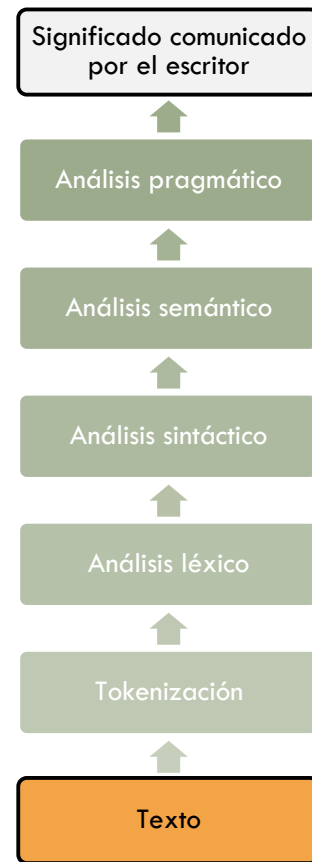 Significado comunicado
por el escritor
Análisis pragmático
Análisis semántico
Análisis sintáctico
Análisis léxico
Tokenización
Texto